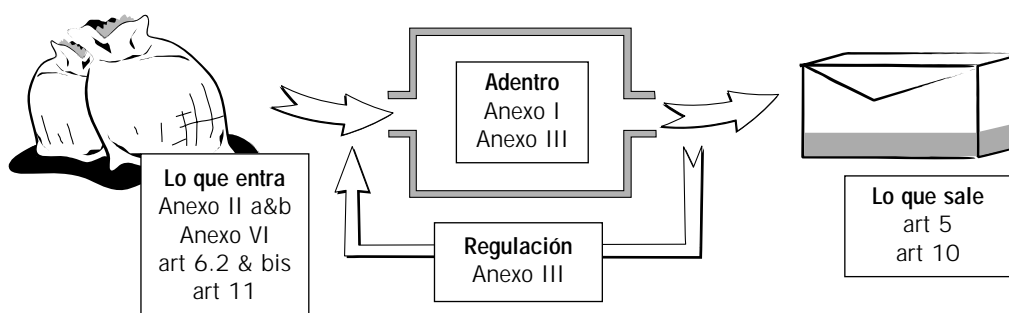 Lo que entra
Anexo II a&b
Anexo VI
art 6.2 & bis
art 11
Adentro
Anexo I
Anexo III
Regulación
Anexo III
Lo que sale
art 5
art 10